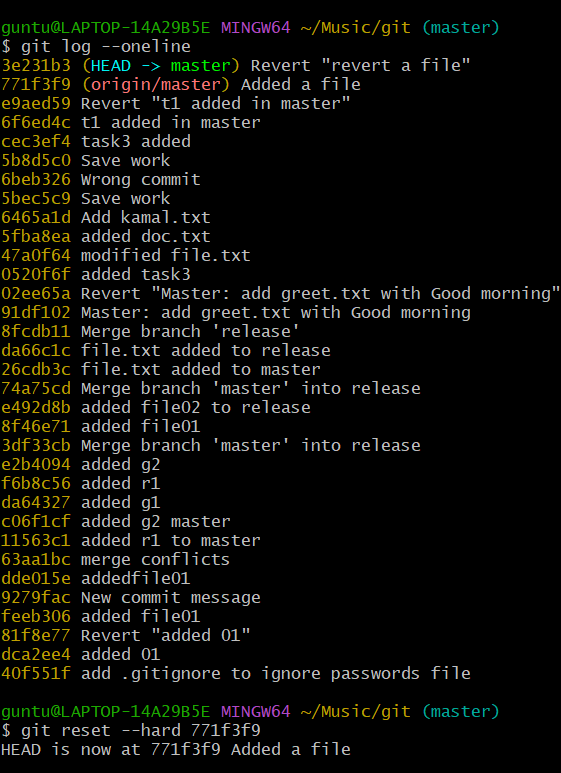 guntu@LAPTOP-14A29B5E MINGW64 ~/Music/git (master)
$ git log --oneline
3e231b3 (HEAD -> master) Revert "revert a file"
771f3f9 (origin/master) Added a file
e9aed59 Revert "t1 added in master"
6f6ed4c t1 added in master
cec3ef4 task3 added
5b8d5c0 Save work
6beb326 Wrong commit
5bec5c9 Save work
6465a1d Add kamal.txt
5fba8ea added doc.txt
47a0f64 modified file.txt
0520f6f added task3
02ee65a Revert "Master: add greet.txt with Good morning"
91df102 Master: add greet.txt with Good morning
8fcdb11 Merge branch 'release'
da66c1c file.txt added to release
26cdb3c file.txt added to master
74a75cd Merge branch 'master' into release
e492d8b added file02 to release
8f46e71 added file01
3df33cb Merge branch 'master' into release
e2b4094 added g2
f6b8c56 added r1
da64327 added g1
c06f1cf added g2 master
11563c1 added r1 to master
63aa1bc merge conflicts
dde015e addedfile01
9279fac New commit message
feeb306 added file01
81f8e77 Revert "added 01"
dca2ee4 added 01
40f551f add .gitignore to ignore passwords file
guntu@LAPTOP-14A29B5E MINGW64 ~/Music/git (master)
$ git reset --hard 771f3f9
HEAD is now at 771f3f9 Added a file